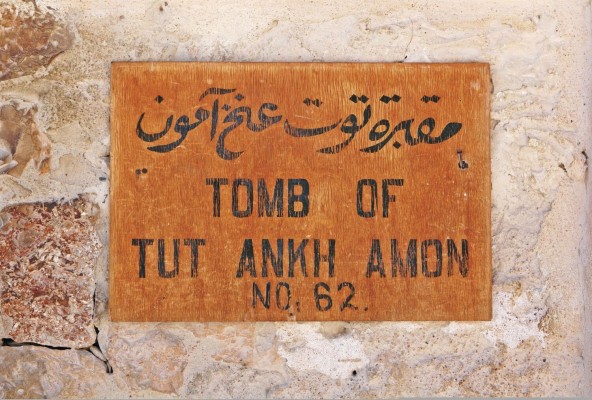 مقبرة توت عنخ آمون
TOMB OF
TUT ANKH AMON
NO. 62.